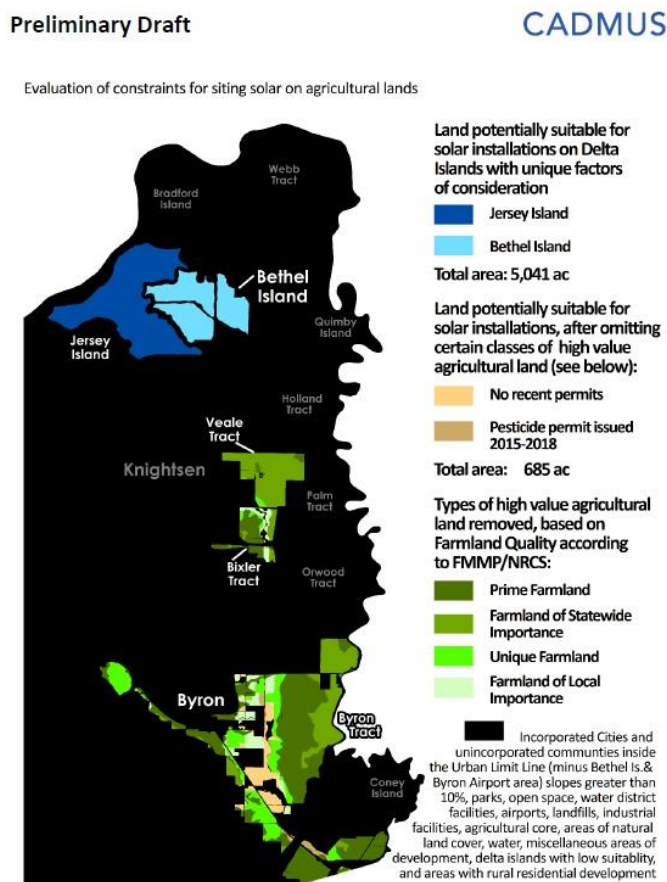 Preliminary Draft
CADMUS
Evaluation of constraints for siting solar on agricultural lands
Webb
Tract
Bradford
Island
Bethel
Island
Jersey
Island
Quimby
Island
Holland
Tract
Veale
Tract
Knightsen
Palm
Tract
Bixler
Tract
Orwood
Tract
Byron
Byron
Tract
Coney
Island
Land potentially suitable for
solar installations on Delta
Islands with unique factors
of consideration
Jersey Island
Bethel Island
Total area: 5,041 ac
Land potentially suitable for
solar installations, after omitting
certain classes of high value
agricultural land (see below):
No recent permits
Pesticide permit issued
2015-2018
Total area: 685 ac
Types of high value agricultural
land removed, based on
Farmland Quality according
to FMMP/NRCS:
Prime Farmland
Farmland of Statewide
Importance
Unique Farmland
Farmland of Local
Importance
Incorporated Cities and
unincorporated communties inside
the Urban Limit Line (minus Bethel Is.&
Byron Airport area) slopes greater than
10%, parks, open space, water district
facilities, airports, landfills, industrial
facilities, agricultural core, areas of natural
land cover, water, miscellaneous areas of
development, delta islands with low suitablity,
and areas with rural residential development